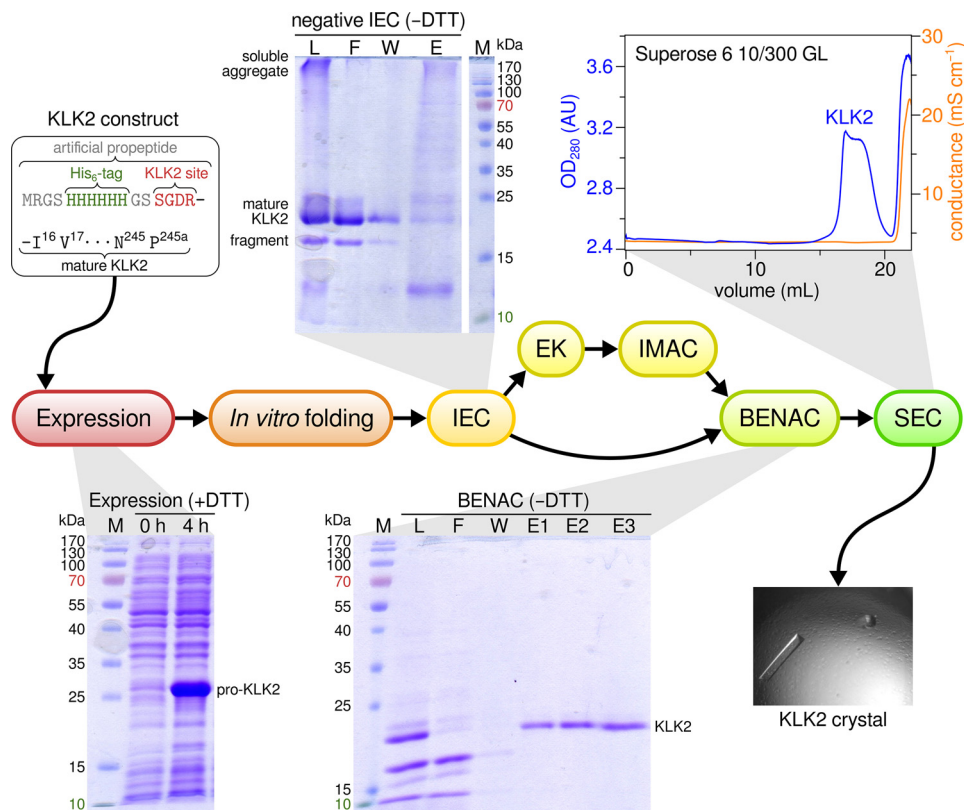 negative IEC (–DTT)
L F W E M kDa
soluble
aggregate
170
130
100
70
55
40
35
25
15
10
mature
KLK2
fragment
KLK2 construct
artificial propeptide
His6-tag KLK2 site
MRGSHHHHHHGSSGDR–
–I16 V17 ··· N245 P245a
mature KLK2
Superose 6 10/300 GL
KLK2
OD280 (AU)
3.6
3.2
2.8
2.4
0 10 20
volume (mL)
30
20
10
conductance (mS cm–1)
EK IMAC
Expression In vitro folding IEC BENAC SEC
Expression (+DTT)
kDa M 0 h 4 h
170
130
100
70
55
40
35
25
15
10
pro-KLK2
BENAC (–DTT)
kDa M L F W E1 E2 E3
170
130
100
70
55
40
35
25
15
10
KLK2
KLK2 crystal